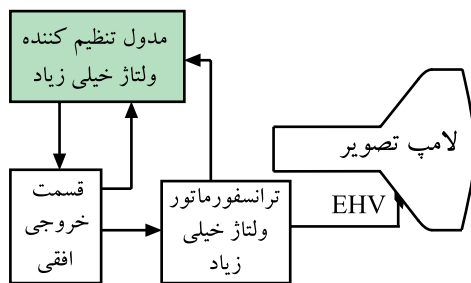 مدول تنظیم کننده
ولتاژ خیلی زیاد
لامپ تصویر
قسمت
خروجی
افقی
ترانسفورماتور
ولتاژ خیلی
زیاد
EHV